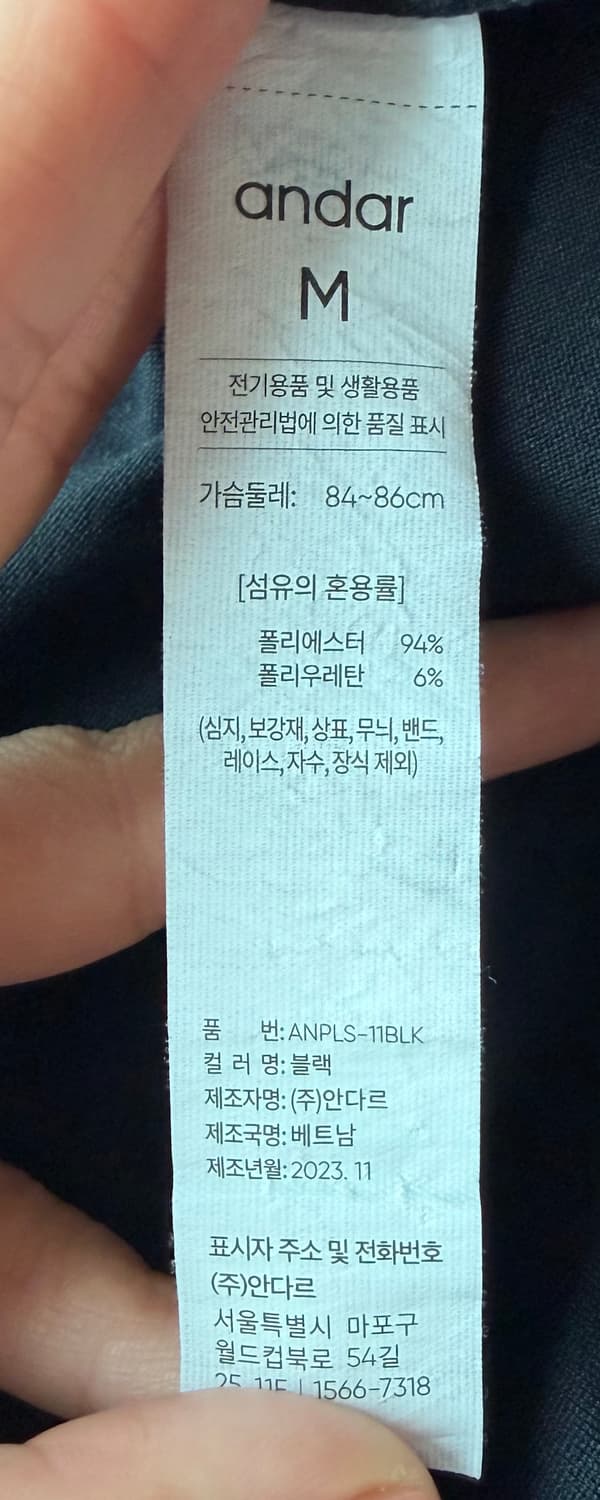 andar
M
전기용품 및 생활용품
안전관리법에 의한 품질 표시
가슴둘레: 84~86cm
[섬유의 혼용률]
폴리에스터 94%
폴리우레탄 6%
(심지,보강재,상표,무늬,밴드,
레이스,자수,장식 제외)
품 번:ANPLS-11BLK
컬 러 명:블랙
제조자명:(주)안다르
제조국명:베트남
제조년월:2023. 11
표시자 주소 및 전화번호
(주)안다르
서울특별시 마포구
월드컵북로 54길
25 11F | 1566-7318